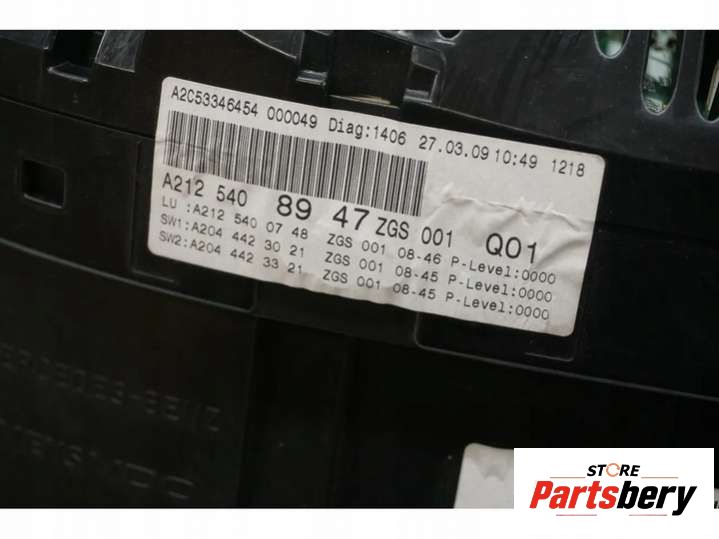 A2C53346454 000049 Diag:1406 27.03.09 10:49 1218
A212 540 89 47 ZGS 001 Q01
LU :A212 540 07 48 ZGS 001 08-46 P-Level:0000
SW1:A204 442 30 21 ZGS 001 08-45 P-Level:0000
SW2:A204 442 33 21 ZGS 001 08-45 P-Level:0000
STORE
Partsbery